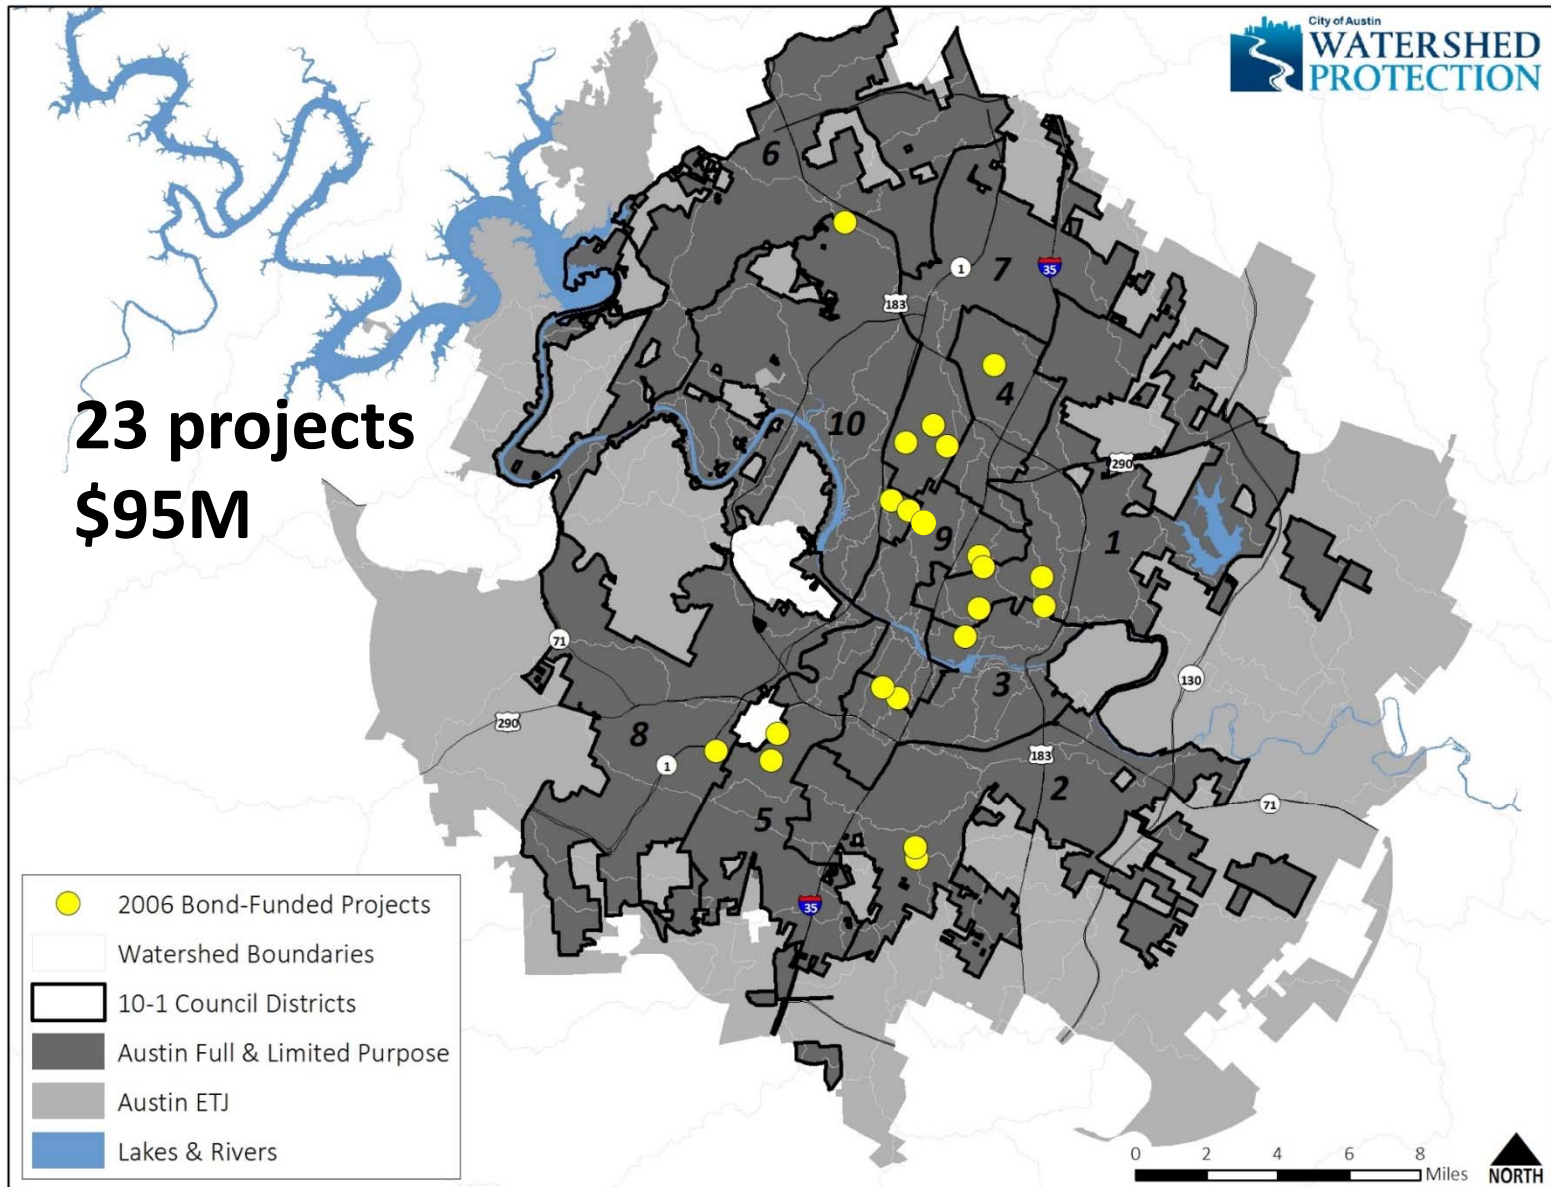 City of Austin
WATERSHED
PROTECTION
6
1
7
35
183
4
23 projects
$95M
10
290
9
1
71
3
130
290
8
1
183
2
71
5
35
2006 Bond-Funded Projects
Watershed Boundaries
10-1 Council Districts
Austin Full & Limited Purpose
Austin ETJ
Lakes & Rivers
0 2 4 6 8
Miles
NORTH